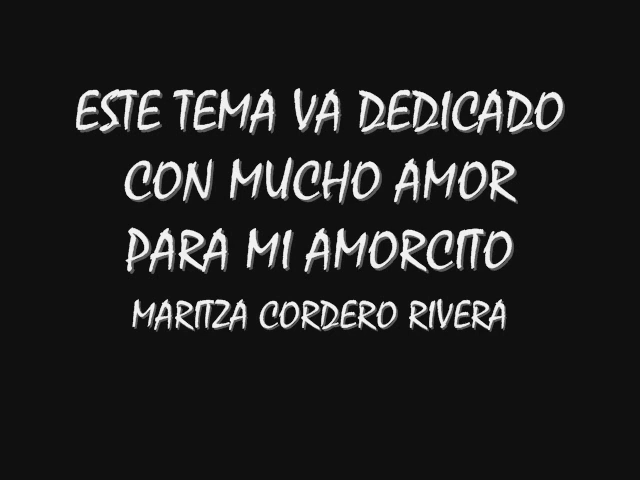 ESTE TEMA VA DEDICADO
CON MUCHO AMOR
PARA MI AMORCITO
MARITZA CORDERO RIVERA